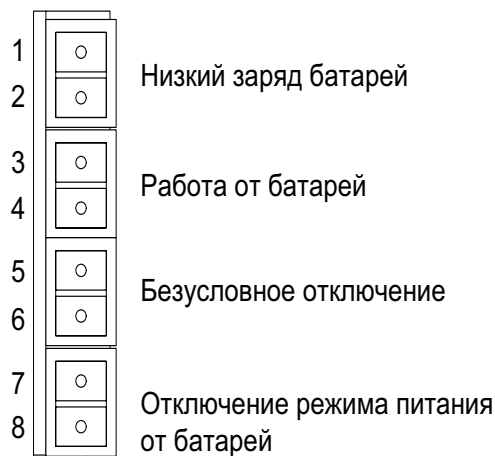 1
2
Низкий заряд батарей
3
4
Работа от батарей
5
6
Безусловное отключение
7
8
Отключение режима питания
от батарей